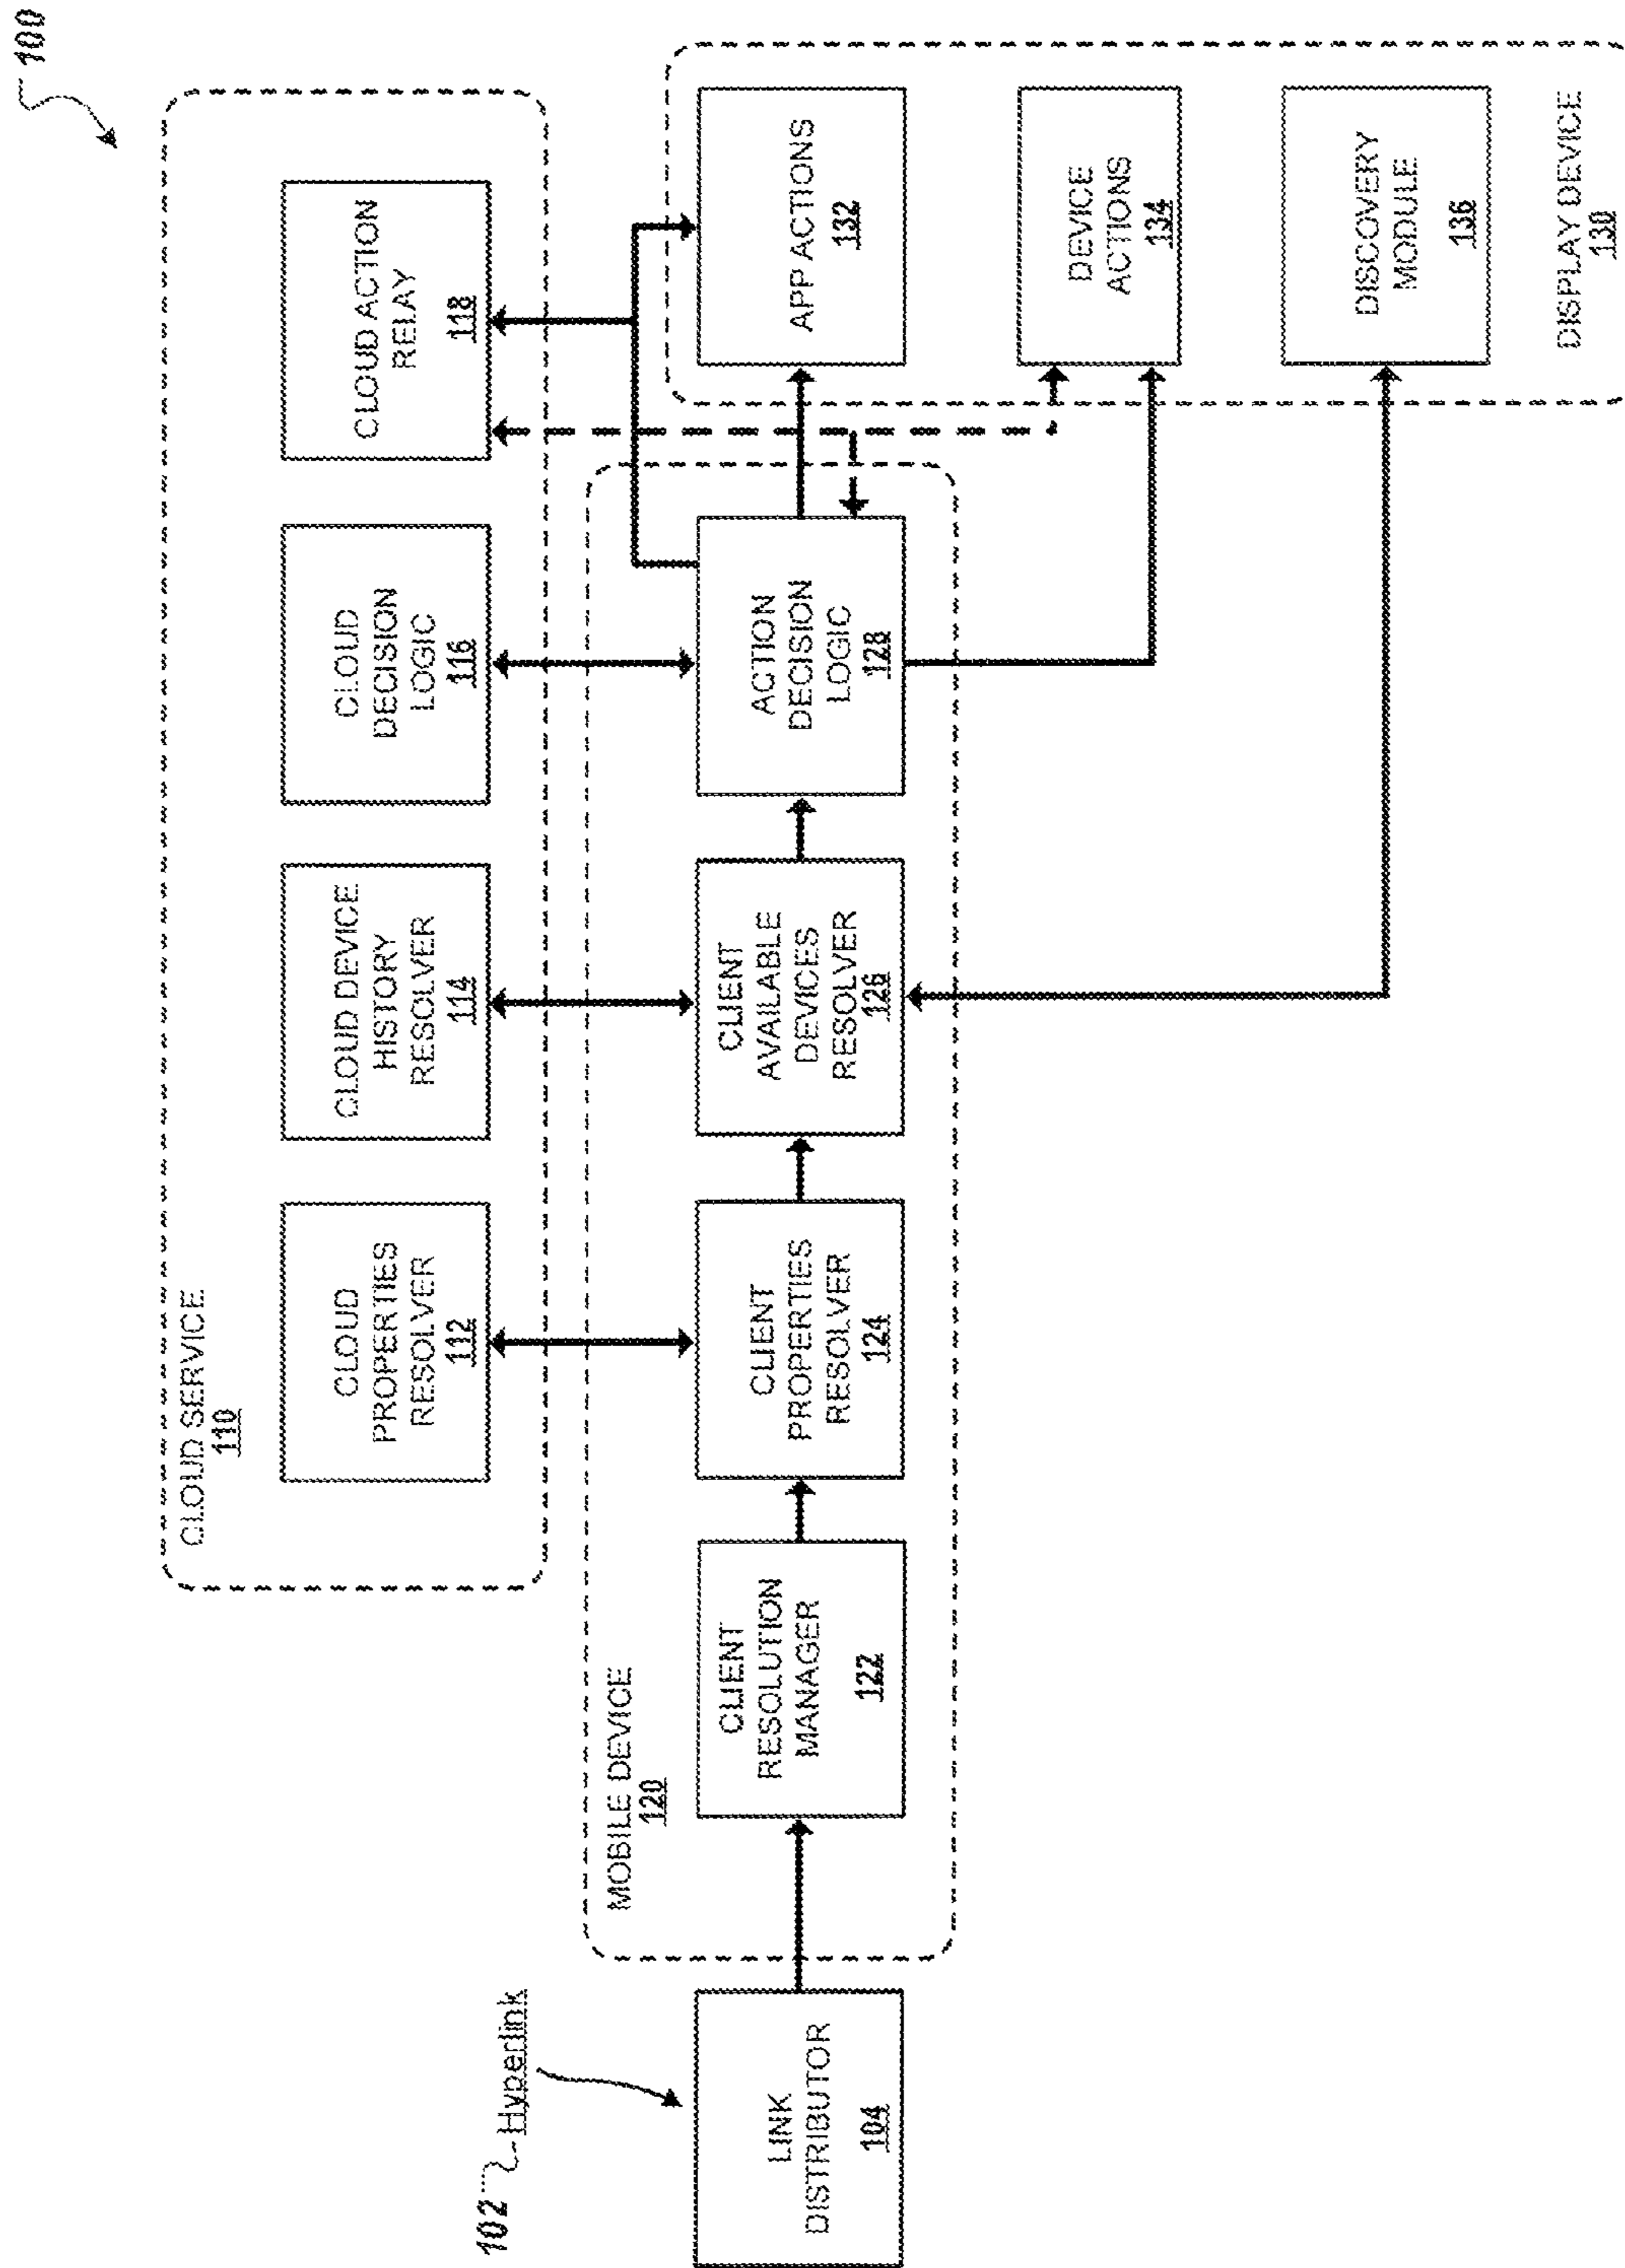 100
CLOUD SERVICE
110
CLOUD
PROPERTIES
RESOLVER
112
CLOUD DEVICE
HISTORY
RESOLVER
114
CLOUD
DECISION
LOGIC
116
CLOUD ACTION
RELAY
118
MOBILE DEVICE
120
102
Hyperlink
LINK
DISTRIBUTOR
104
CLIENT
RESOLUTION
MANAGER
122
CLIENT
PROPERTIES
RESOLVER
124
CLIENT
AVAILABLE
DEVICES
RESOLVER
126
ACTION
DECISION
LOGIC
128
APP ACTIONS
132
DEVICE
ACTIONS
134
DISCOVERY
MODULE
136
DISPLAY DEVICE
130